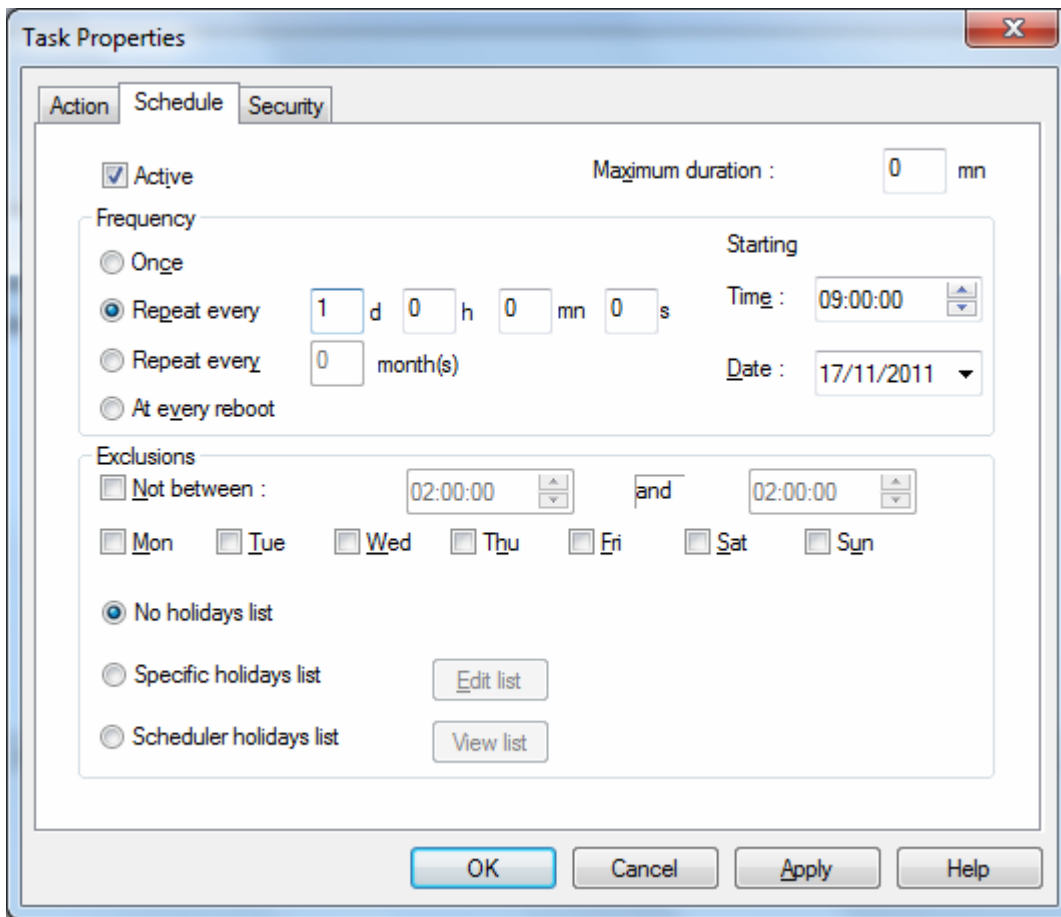 Task Properties
Action Schedule Security
Active Maximum duration : 0 mn
Frequency
Starting
Once
Repeat every 1 d 0 h 0 mn 0 s Time : 09:00:00
Repeat every 0 month(s) Date : 17/11/2011
At every reboot
Exclusions
Not between : 02:00:00 and 02:00:00
Mon Tue Wed Thu Fri Sat Sun
No holidays list
Specific holidays list Edit list
Scheduler holidays list View list
OK Cancel Apply Help